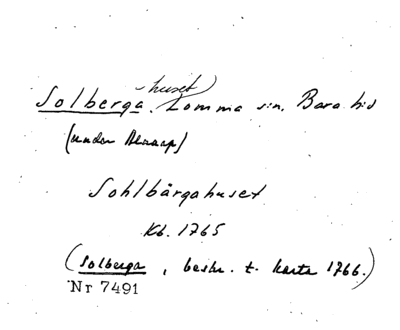 Solberga (huset) Lomma sn, Bara hd
(under Alnarp)
Sohlbärgahuset
Kb. 1765
(Solberga, beskr. t. karta 1766.)
Nr 7491